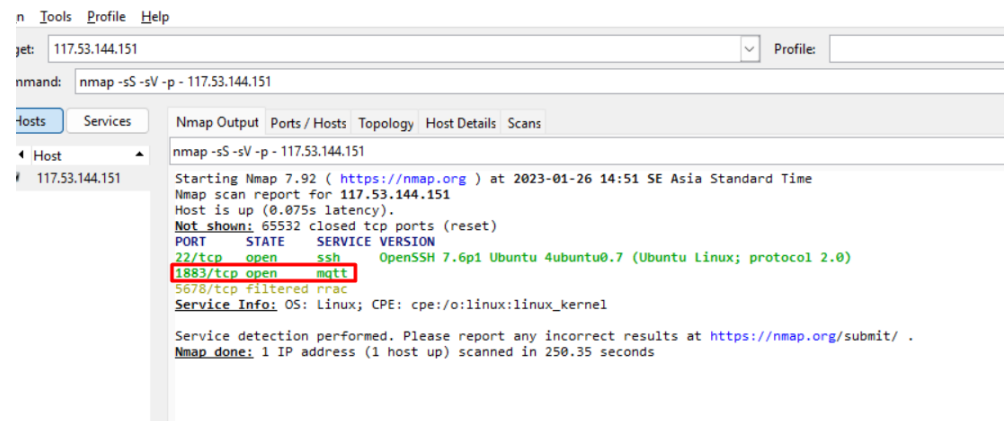 n Tools Profile Help
get: 117.53.144.151 Profile:
mmand: nmap -sS -sV -p - 117.53.144.151
Hosts Services Nmap Output Ports / Hosts Topology Host Details Scans
Host nmap -sS -sV -p - 117.53.144.151
117.53.144.151
Starting Nmap 7.92 ( https://nmap.org ) at 2023-01-26 14:51 SE Asia Standard Time
Nmap scan report for 117.53.144.151
Host is up (0.075s latency).
Not shown: 65532 closed tcp ports (reset)
PORT STATE SERVICE VERSION
22/tcp open ssh OpenSSH 7.6p1 Ubuntu 4ubuntu0.7 (Ubuntu Linux; protocol 2.0)
1883/tcp open mqtt
5678/tcp filtered rrac
Service Info: OS: Linux; CPE: cpe:/o:linux:linux_kernel
Service detection performed. Please report any incorrect results at https://nmap.org/submit/ .
Nmap done: 1 IP address (1 host up) scanned in 250.35 seconds